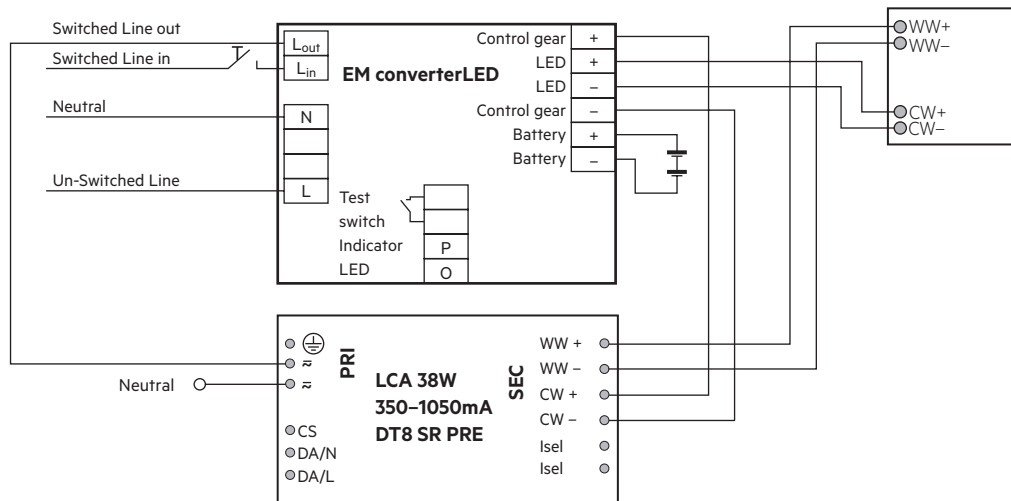 Switched Line out
Switched Line in
Neutral
Un-Switched Line
Lout
Lin
N
L
EM converterLED
Control gear +
LED +
LED –
Control gear –
Battery +
Battery –
Test
switch
Indicator P
LED O
WW+
WW–
CW+
CW–
Neutral
PRI
LCA 38W
350–1050mA
DT8 SR PRE
SEC
CS
DA/N
DA/L
WW +
WW –
CW +
CW –
Isel
Isel